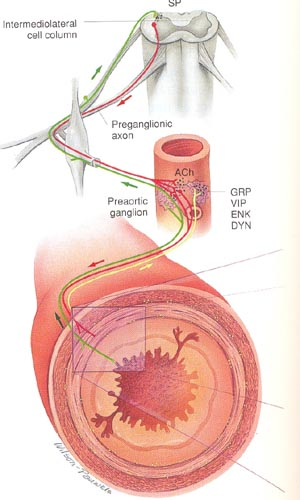 SP
Intermediolateral
cell column
Preganglionic
axon
ACh
Preaortic
ganglion
GRP
VIP
ENK
DYN